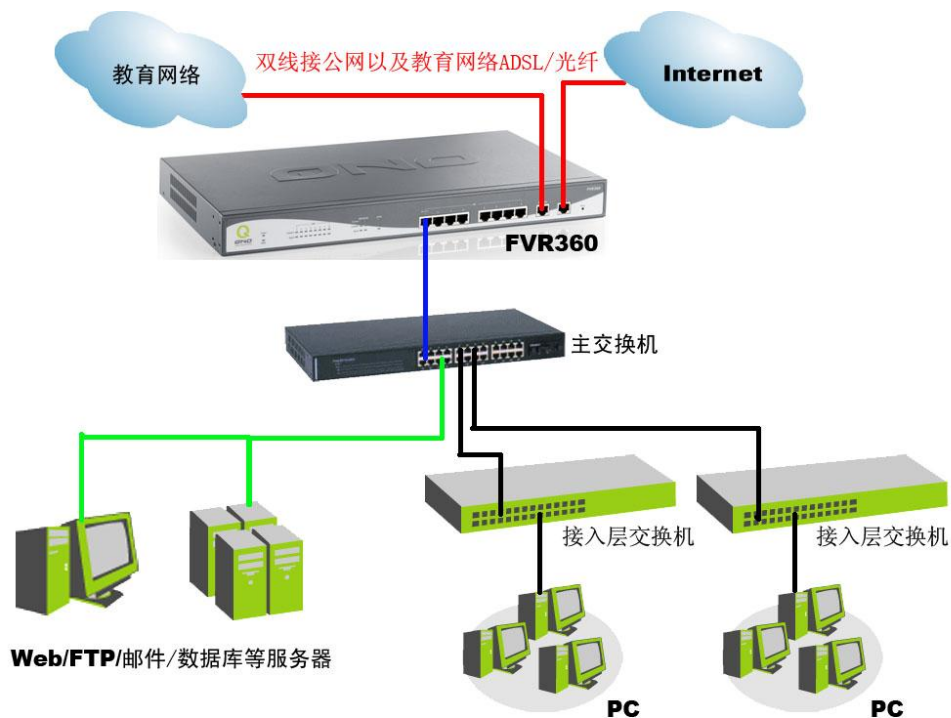 教育网络
双线接公网以及教育网络ADSL/光纤
Internet
QNO
QNO
FVR360
主交换机
接入层交换机
接入层交换机
Web/FTP/邮件/数据库等服务器
PC
PC